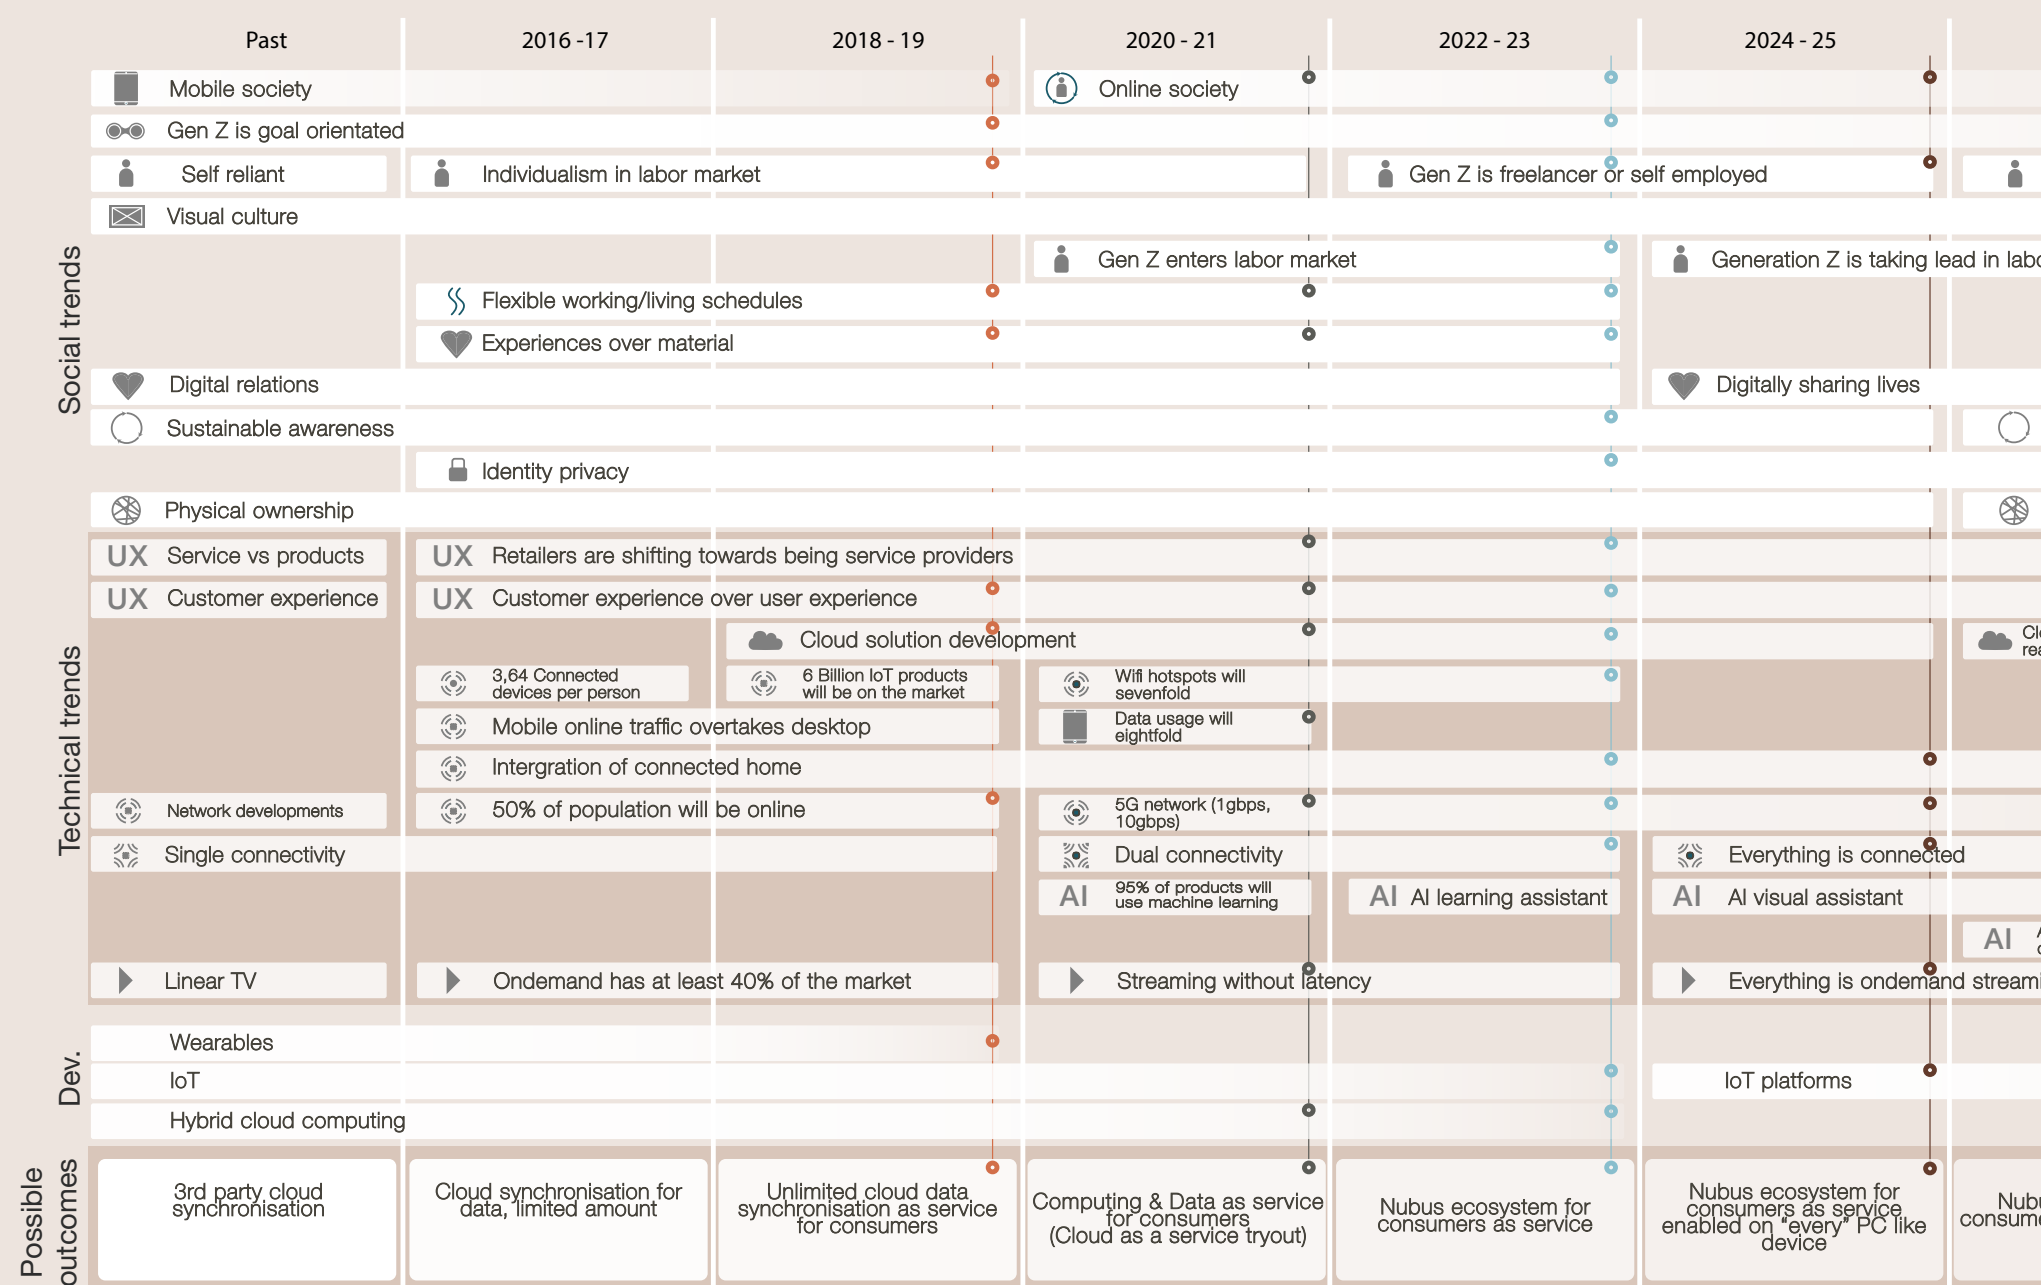 Past
2016 -17
2018 - 19
2020 - 21
2022 - 23
2024 - 25
Social trends
Mobile society
Online society
Gen Z is goal orientated
Self reliant
Individualism in labor market
Gen Z is freelancer or self employed
Visual culture
Gen Z enters labor market
Generation Z is taking lead in labo
Flexible working/living schedules
Experiences over material
Digital relations
Digitally sharing lives
Sustainable awareness
Identity privacy
Physical ownership
Technical trends
UX Service vs products
UX Retailers are shifting towards being service providers
UX Customer experience
UX Customer experience over user experience
Cloud solution development
3,64 Connected
devices per person
6 Billion IoT products
will be on the market
Wifi hotspots will
sevenfold
Mobile online traffic overtakes desktop
Data usage will
eightfold
Intergration of connected home
Network developments
50% of population will be online
5G network (1gbps,
10gbps)
Single connectivity
Dual connectivity
Everything is connected
AI 95% of products will
use machine learning
AI AI learning assistant
AI AI visual assistant
AI
Linear TV
Ondemand has at least 40% of the market
Streaming without latency
Everything is ondemand streami
Dev.
Wearables
IoT
IoT platforms
Hybrid cloud computing
Possible
outcomes
3rd party cloud
synchronisation
Cloud synchronisation for
data, limited amount
Unlimited cloud data
synchronisation as service
for consumers
Computing & Data as service
for consumers
(Cloud as a service tryout)
Nubus ecosystem for
consumers as service
Nubus ecosystem for
consumers as service
enabled on "every" PC like
device
Nubu
consume